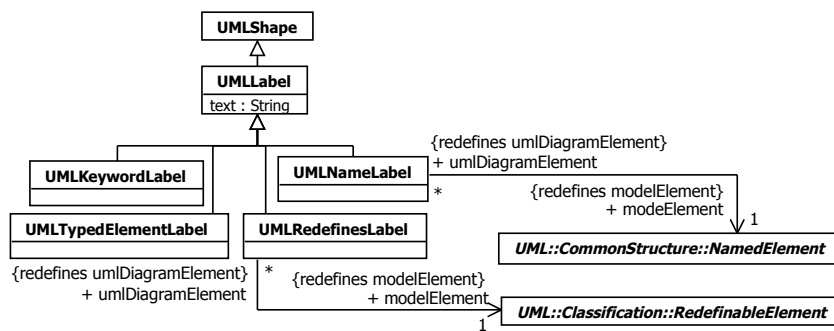 UMLShape
UMLLabel
text : String
UMLKeywordLabel
UMLNameLabel
{redefines umlDiagramElement}
+ umlDiagramElement
*
{redefines modelElement}
+ modeElement
1
UML::CommonStructure::NamedElement
UMLTypedElementLabel
UMLRedefinesLabel
{redefines umlDiagramElement}
+ umlDiagramElement
*
{redefines modelElement}
+ modelElement
1
UML::Classification::RedefinableElement